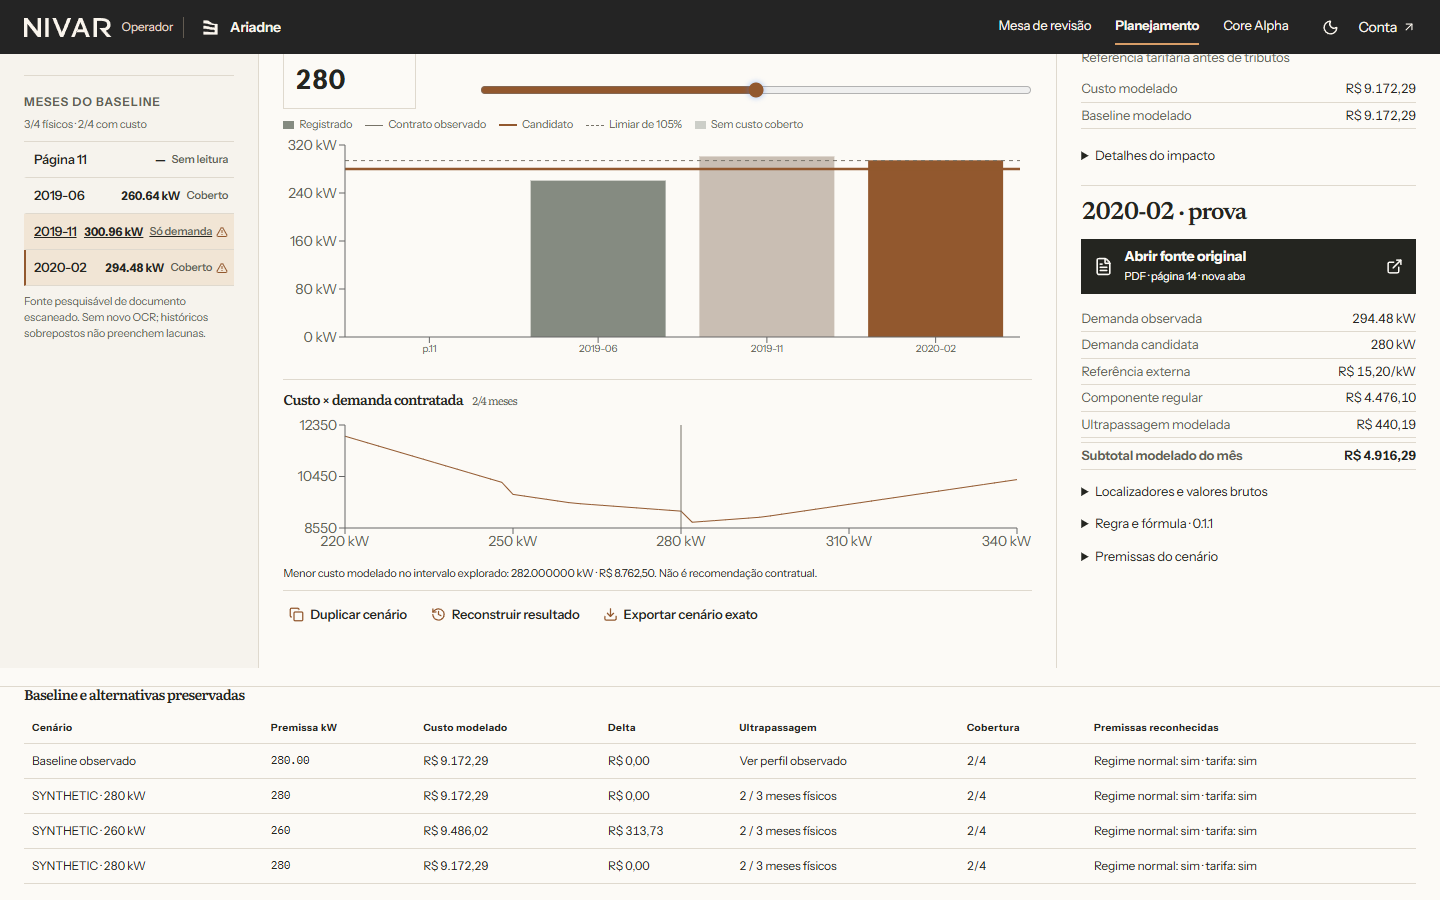 NIVAR Operador Ariadne Mesa de revisão Planejamento Core Alpha Conta
MESES DO BASELINE
3/4 físicos · 2/4 com custo
Página 11 — Sem leitura
2019-06 260.64 kW Coberto
2019-11 300.96 kW Só demanda
2020-02 294.48 kW Coberto
Fonte pesquisável de documento
escaneado. Sem novo OCR; históricos
sobrepostos não preenchem lacunas.
280
Registrado Contrato observado Candidato Limiar de 105% Sem custo coberto
320 kW
240 kW
160 kW
80 kW
0 kW
p.11 2019-06 2019-11 2020-02
Custo × demanda contratada 2/4 meses
12350
10450
8550
220 kW 250 kW 280 kW 310 kW 340 kW
Menor custo modelado no intervalo explorado: 282.000000 kW · R$ 8.762,50. Não é recomendação contratual.
Duplicar cenário Reconstruir resultado Exportar cenário exato
Referência tarifária antes de tributos
Custo modelado R$ 9.172,29
Baseline modelado R$ 9.172,29
Detalhes do impacto
2020-02 · prova
Abrir fonte original
PDF · página 14 · nova aba
Demanda observada 294.48 kW
Demanda candidata 280 kW
Referência externa R$ 15,20/kW
Componente regular R$ 4.476,10
Ultrapassagem modelada R$ 440,19
Subtotal modelado do mês R$ 4.916,29
Localizadores e valores brutos
Regra e fórmula · 0.1.1
Premissas do cenário
Baseline e alternativas preservadas
Cenário Premissa kW Custo modelado Delta Ultrapassagem Cobertura Premissas reconhecidas
Baseline observado 280.00 R$ 9.172,29 R$ 0,00 Ver perfil observado 2/4 Regime normal: sim · tarifa: sim
SYNTHETIC · 280 kW 280 R$ 9.172,29 R$ 0,00 2 / 3 meses físicos 2/4 Regime normal: sim · tarifa: sim
SYNTHETIC · 260 kW 260 R$ 9.486,02 R$ 313,73 2 / 3 meses físicos 2/4 Regime normal: sim · tarifa: sim
SYNTHETIC · 280 kW 280 R$ 9.172,29 R$ 0,00 2 / 3 meses físicos 2/4 Regime normal: sim · tarifa: sim